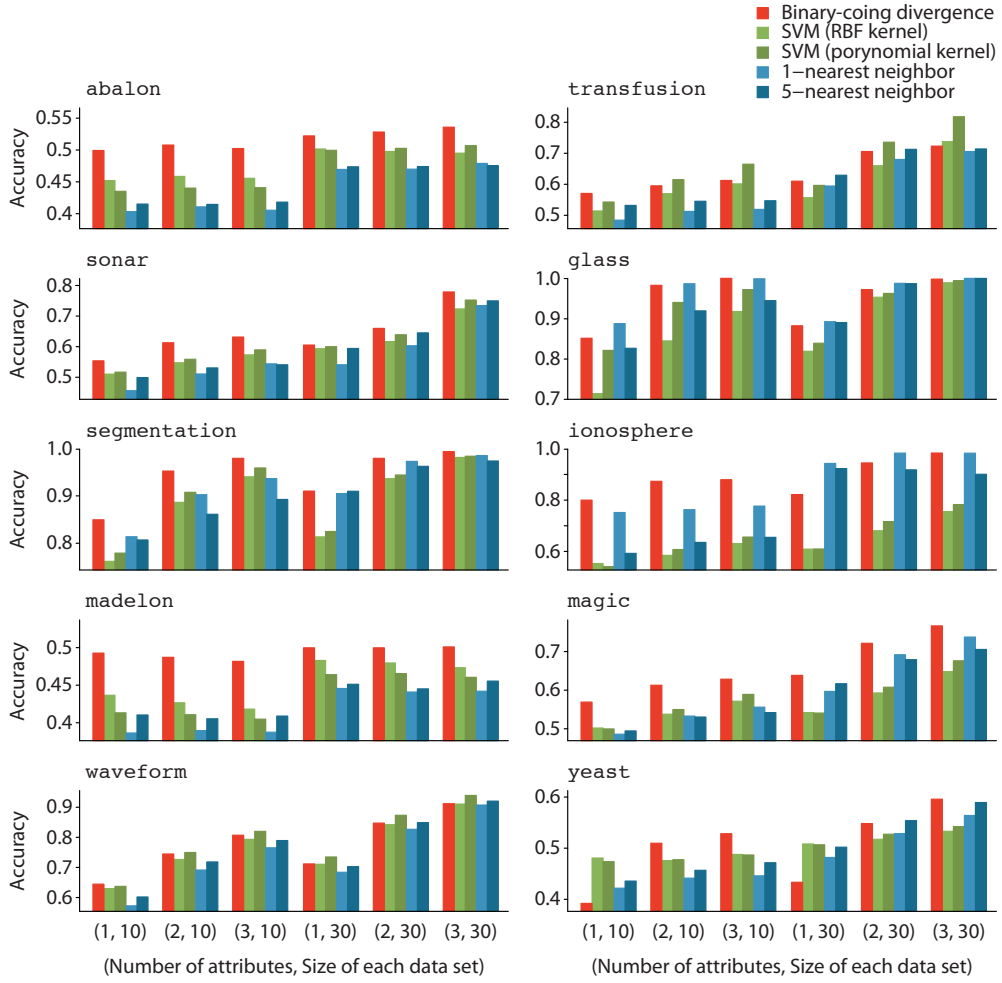 Binary-coing divergence
SVM (RBF kernel)
SVM (porynomial kernel)
1−nearest neighbor
5−nearest neighbor
abalon
Accuracy
0.55
0.5
0.45
0.4
transfusion
0.8
0.7
0.6
0.5
sonar
Accuracy
0.8
0.7
0.6
0.5
glass
1.0
0.9
0.8
0.7
segmentation
Accuracy
1.0
0.9
0.8
ionosphere
1.0
0.8
0.6
madelon
Accuracy
0.5
0.45
0.4
magic
0.7
0.6
0.5
waveform
Accuracy
0.9
0.8
0.7
0.6
yeast
0.6
0.5
0.4
(1, 10) (2, 10) (3, 10) (1, 30) (2, 30) (3, 30)
(Number of attributes, Size of each data set)
(1, 10) (2, 10) (3, 10) (1, 30) (2, 30) (3, 30)
(Number of attributes, Size of each data set)